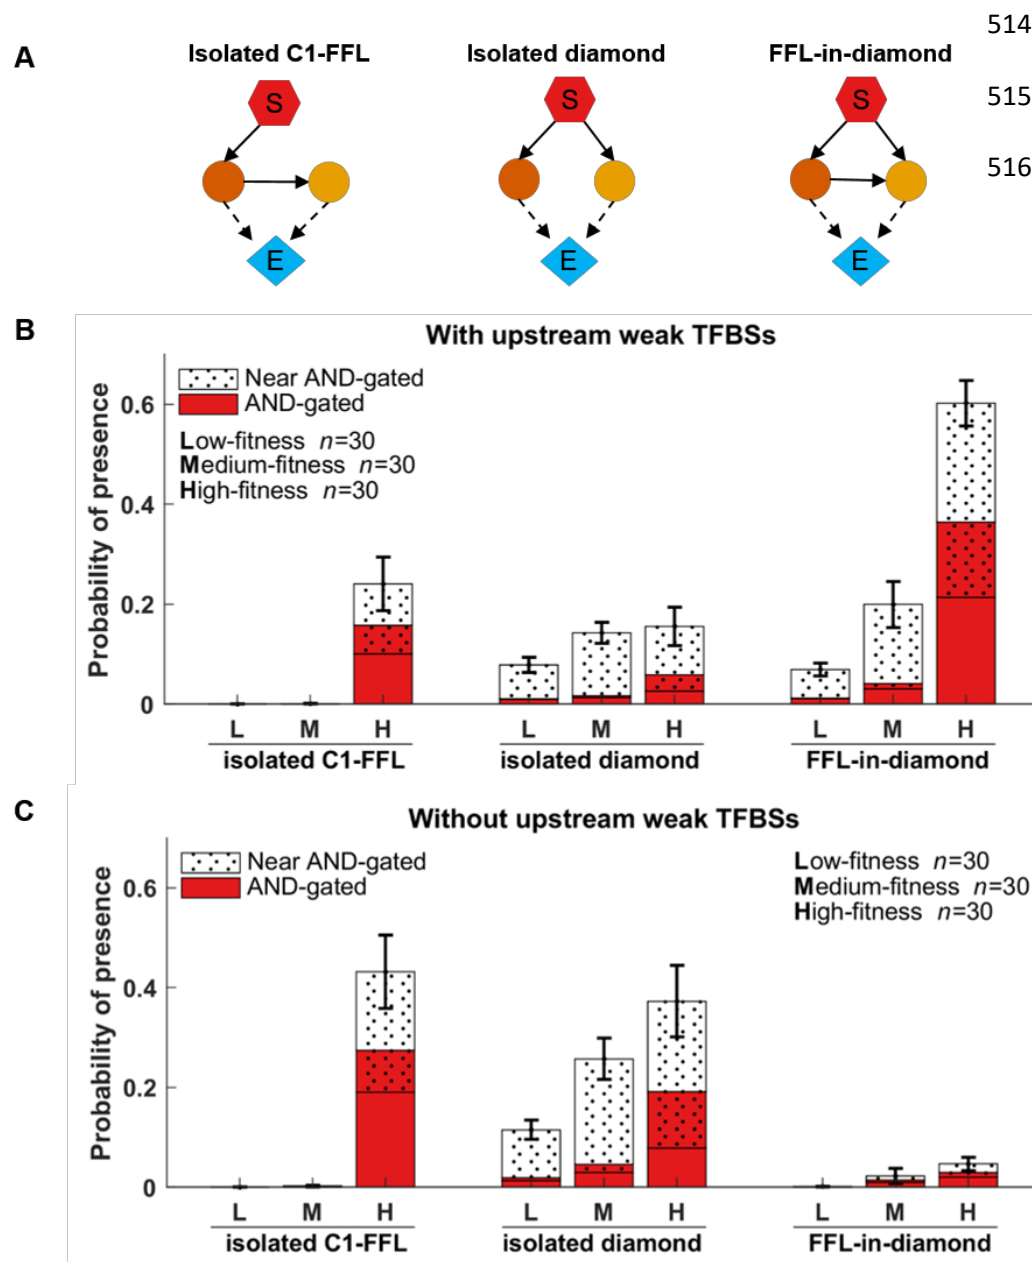 514
A
Isolated C1-FFL Isolated diamond FFL-in-diamond
S S S
515
516
E E E
B
With upstream weak TFBSs
Near AND-gated
AND-gated
Low-fitness n=30
Medium-fitness n=30
High-fitness n=30
Probability of presence
0.6
0.4
0.2
0
L M H L M H L M H
isolated C1-FFL isolated diamond FFL-in-diamond
C
Without upstream weak TFBSs
Near AND-gated
AND-gated
Low-fitness n=30
Medium-fitness n=30
High-fitness n=30
Probability of presence
0.6
0.4
0.2
0
L M H L M H L M H
isolated C1-FFL isolated diamond FFL-in-diamond